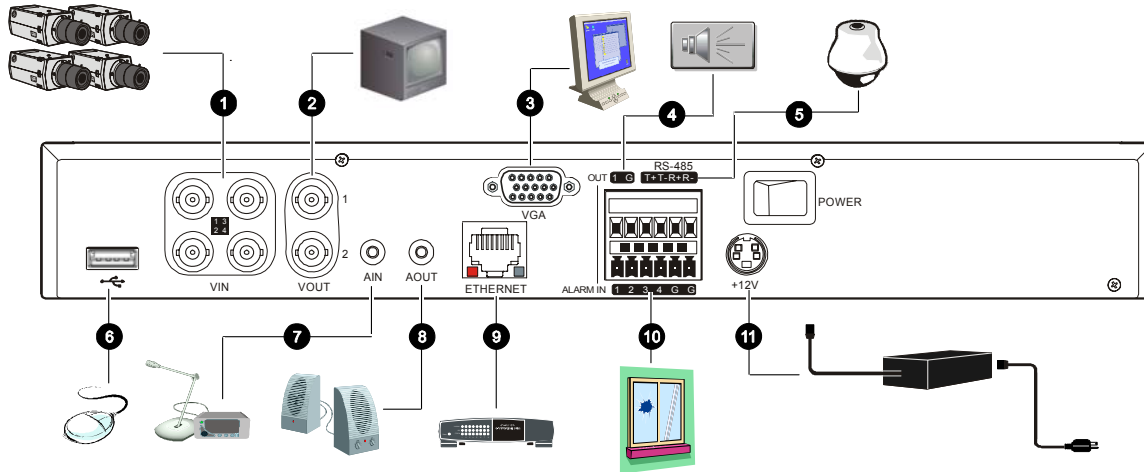 1
2
3
4
5
RS-485
OUT 1 G T+T-R+R-
1
VGA
POWER
1 3
2 4
2
AIN
AOUT
VIN
VOUT
ETHERNET
ALARM IN 1 2 3 4 G G
+12V
6
7
8
9
10
11